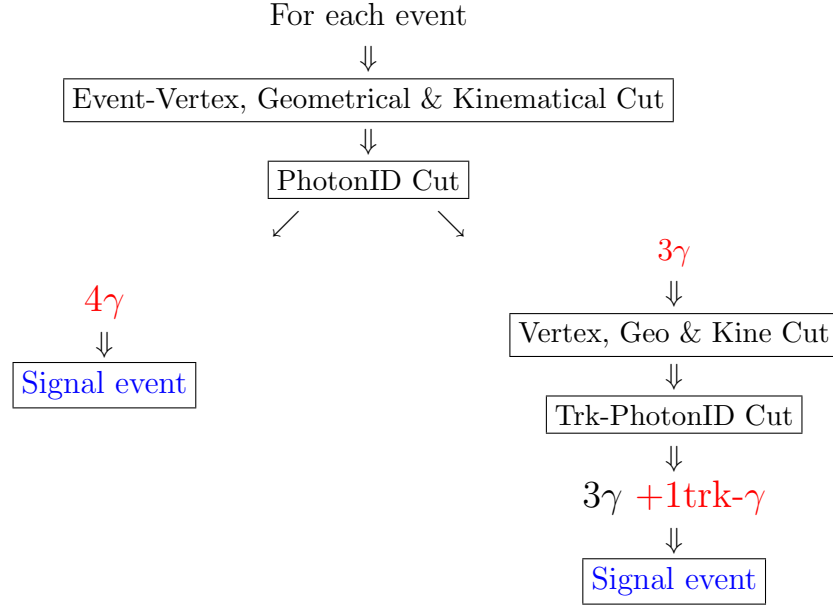 For each event
⇓
Event-Vertex, Geometrical & Kinematical Cut
⇓
PhotonID Cut
↙ ↘
4γ
⇓
Signal event
3γ
⇓
Vertex, Geo & Kine Cut
⇓
Trk-PhotonID Cut
⇓
3γ +1trk-γ
⇓
Signal event